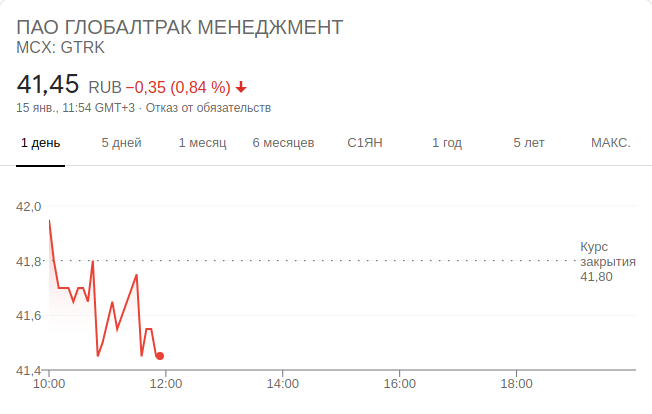 ПАО ГЛОБАЛТРАК МЕНЕДЖМЕНТ
MCX: GTRK
41,45 RUB −0,35 (0,84 %) ↓
15 янв., 11:54 GMT+3 · Отказ от обязательств
1 день 5 дней 1 месяц 6 месяцев С1ЯН 1 год 5 лет МАКС.
42,0
Курс
41,8 закрытия
41,80
41,6
41,4
10:00 12:00 14:00 16:00 18:00